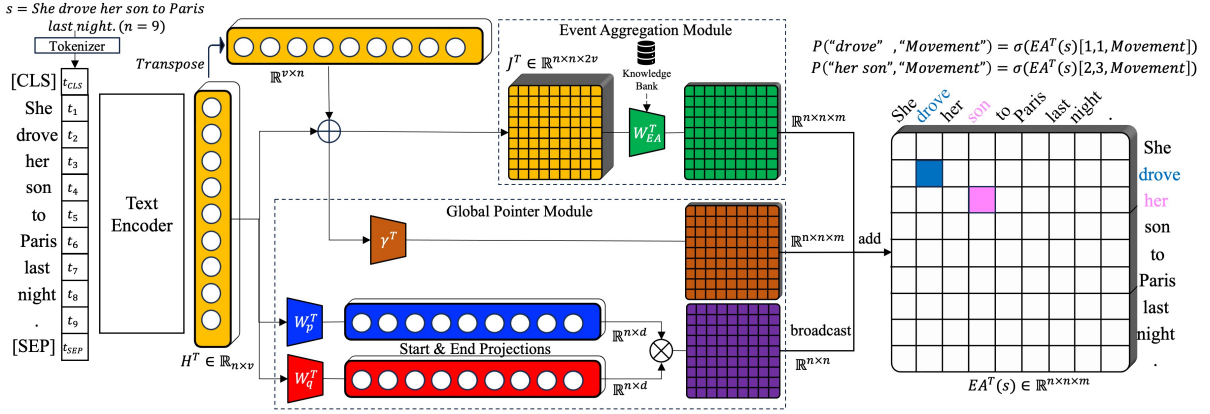 s = She drove her son to Paris
last night. (n = 9)
Tokenizer
[CLS] t_CLS
She t_1
drove t_2
her t_3
son t_4
to t_5
Paris t_6
last t_7
night t_8
. t_9
[SEP] t_SEP
Text
Encoder
Transpose
ℝ^{v×n}
H^T ∈ ℝ_{n×v}
Event Aggregation Module
J^T ∈ ℝ^{n×n×2v}
Knowledge
Bank
W_{EA}^T
ℝ^{n×n×m}
Global Pointer Module
γ^T
ℝ^{n×n×m}
W_p^T
ℝ^{n×d}
Start & End Projections
W_q^T
ℝ^{n×d}
broadcast
ℝ^{n×n}
add
P("drove" ,"Movement") = σ(EA^T(s)[1,1, Movement])
P("her son","Movement") = σ(EA^T(s)[2,3, Movement])
She drove her son to Paris last night .
She
drove
her
son
to
Paris
last
night
.
EA^T(s) ∈ ℝ^{n×n×m}